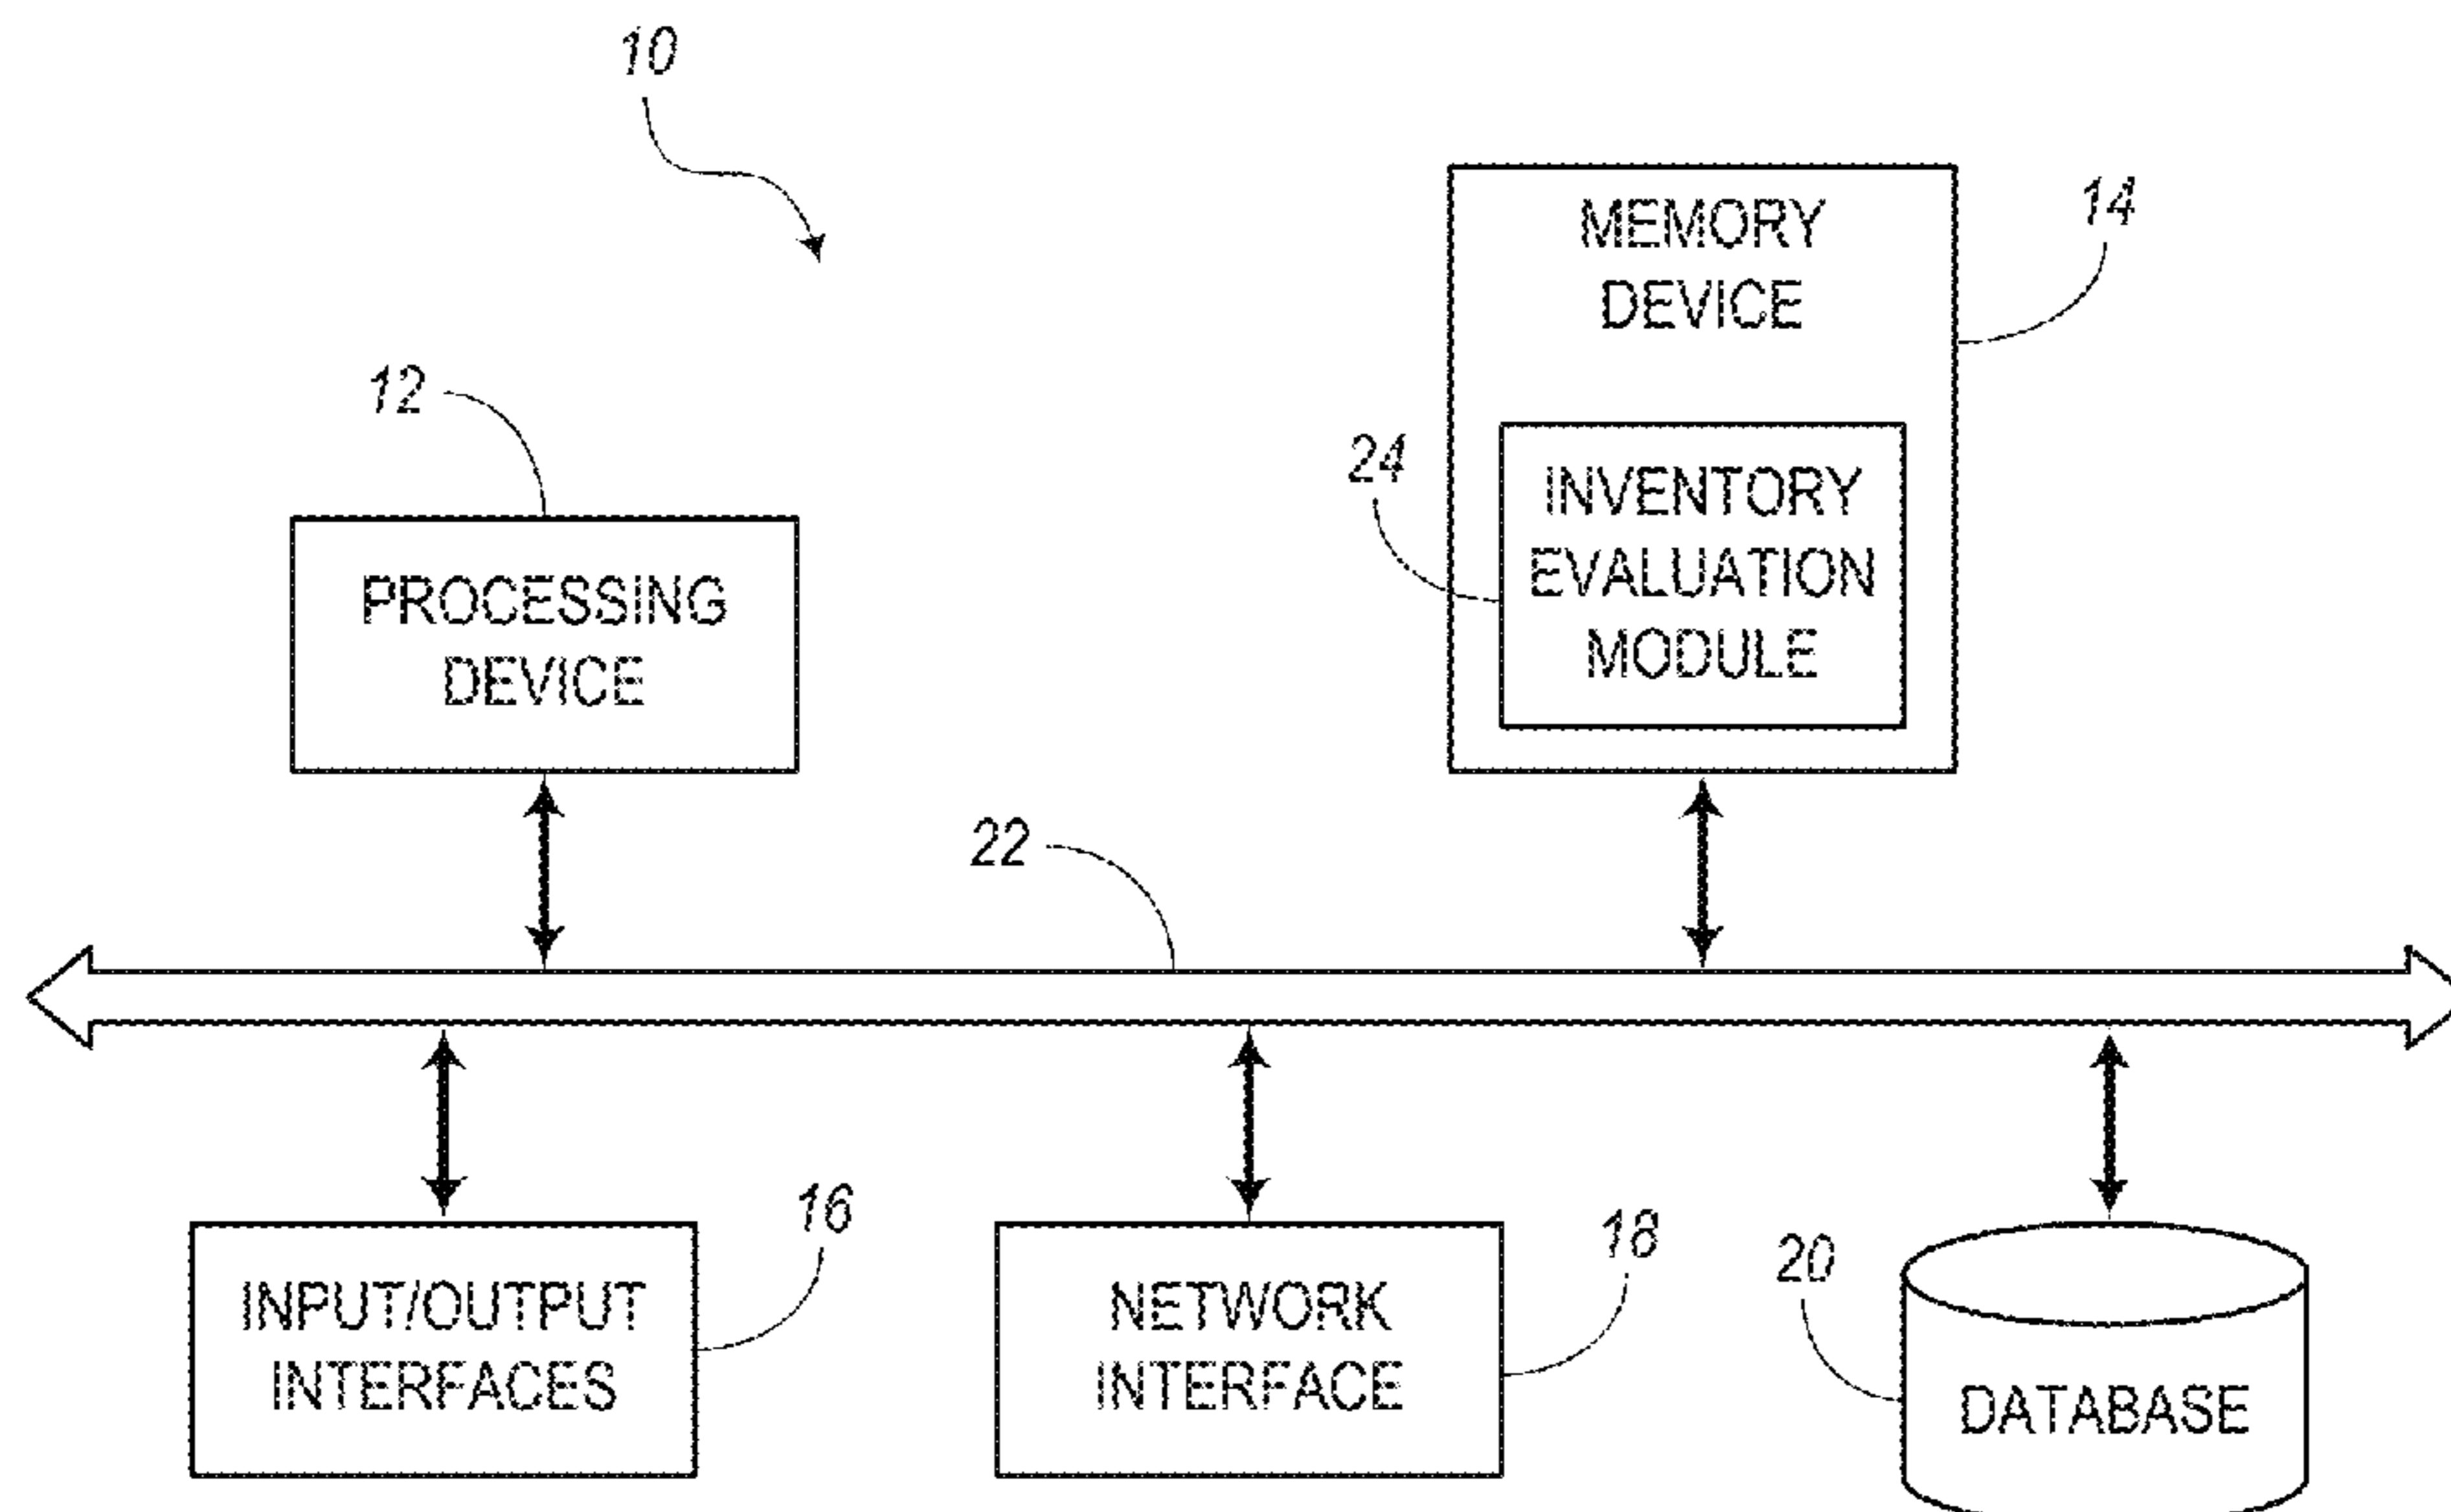 10
MEMORY
DEVICE
14
12
24
INVENTORY
EVALUATION
MODULE
PROCESSING
DEVICE
22
16
INPUT/OUTPUT
INTERFACES
18
NETWORK
INTERFACE
20
DATABASE